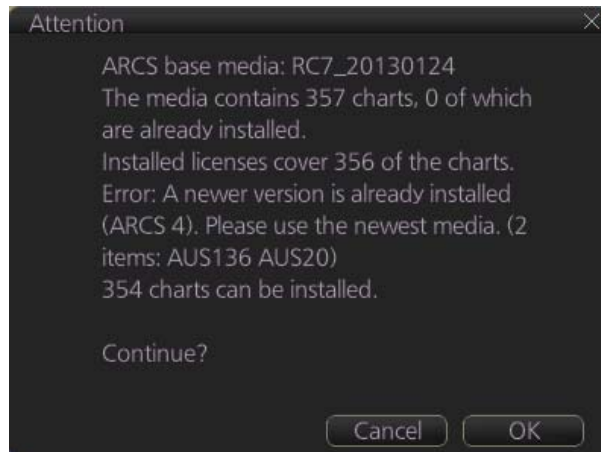 Attention
ARCS base media: RC7_20130124
The media contains 357 charts, 0 of which
are already installed.
Installed licenses cover 356 of the charts.
Error: A newer version is already installed
(ARCS 4). Please use the newest media. (2
items: AUS136 AUS20)
354 charts can be installed.
Continue?
Cancel OK